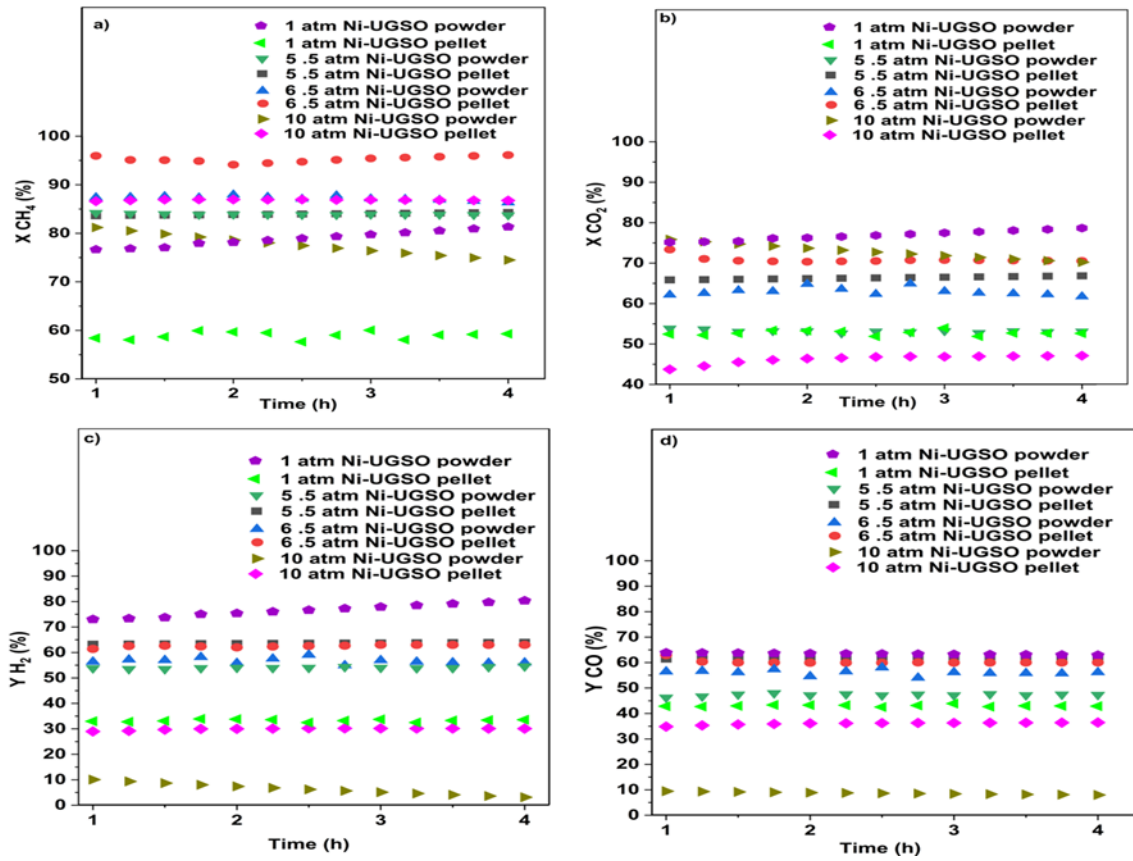 a)
1 atm Ni-UGSO powder
1 atm Ni-UGSO pellet
5 .5 atm Ni-UGSO powder
5 .5 atm Ni-UGSO pellet
6 .5 atm Ni-UGSO powder
6 .5 atm Ni-UGSO pellet
10 atm Ni-UGSO powder
10 atm Ni-UGSO pellet
X CH₄ (%)
100
90
80
70
60
50
1 2 3 4
Time (h)
b)
1 atm Ni-UGSO powder
1 atm Ni-UGSO pellet
5 .5 atm Ni-UGSO powder
5 .5 atm Ni-UGSO pellet
6 .5 atm Ni-UGSO powder
6 .5 atm Ni-UGSO pellet
10 atm Ni-UGSO powder
10 atm Ni-UGSO pellet
X CO₂ (%)
100
90
80
70
60
50
40
1 2 3 4
Time (h)
c)
1 atm Ni-UGSO powder
1 atm Ni-UGSO pellet
5 .5 atm Ni-UGSO powder
5 .5 atm Ni-UGSO pellet
6 .5 atm Ni-UGSO powder
6 .5 atm Ni-UGSO pellet
10 atm Ni-UGSO powder
10 atm Ni-UGSO pellet
Y H₂ (%)
100
90
80
70
60
50
40
30
20
10
0
1 2 3 4
Time (h)
d)
1 atm Ni-UGSO powder
1 atm Ni-UGSO pellet
5 .5 atm Ni-UGSO powder
5 .5 atm Ni-UGSO pellet
6 .5 atm Ni-UGSO powder
6 .5 atm Ni-UGSO pellet
10 atm Ni-UGSO powder
10 atm Ni-UGSO pellet
Y CO (%)
100
90
80
70
60
50
40
30
20
10
0
1 2 3 4
Time (h)